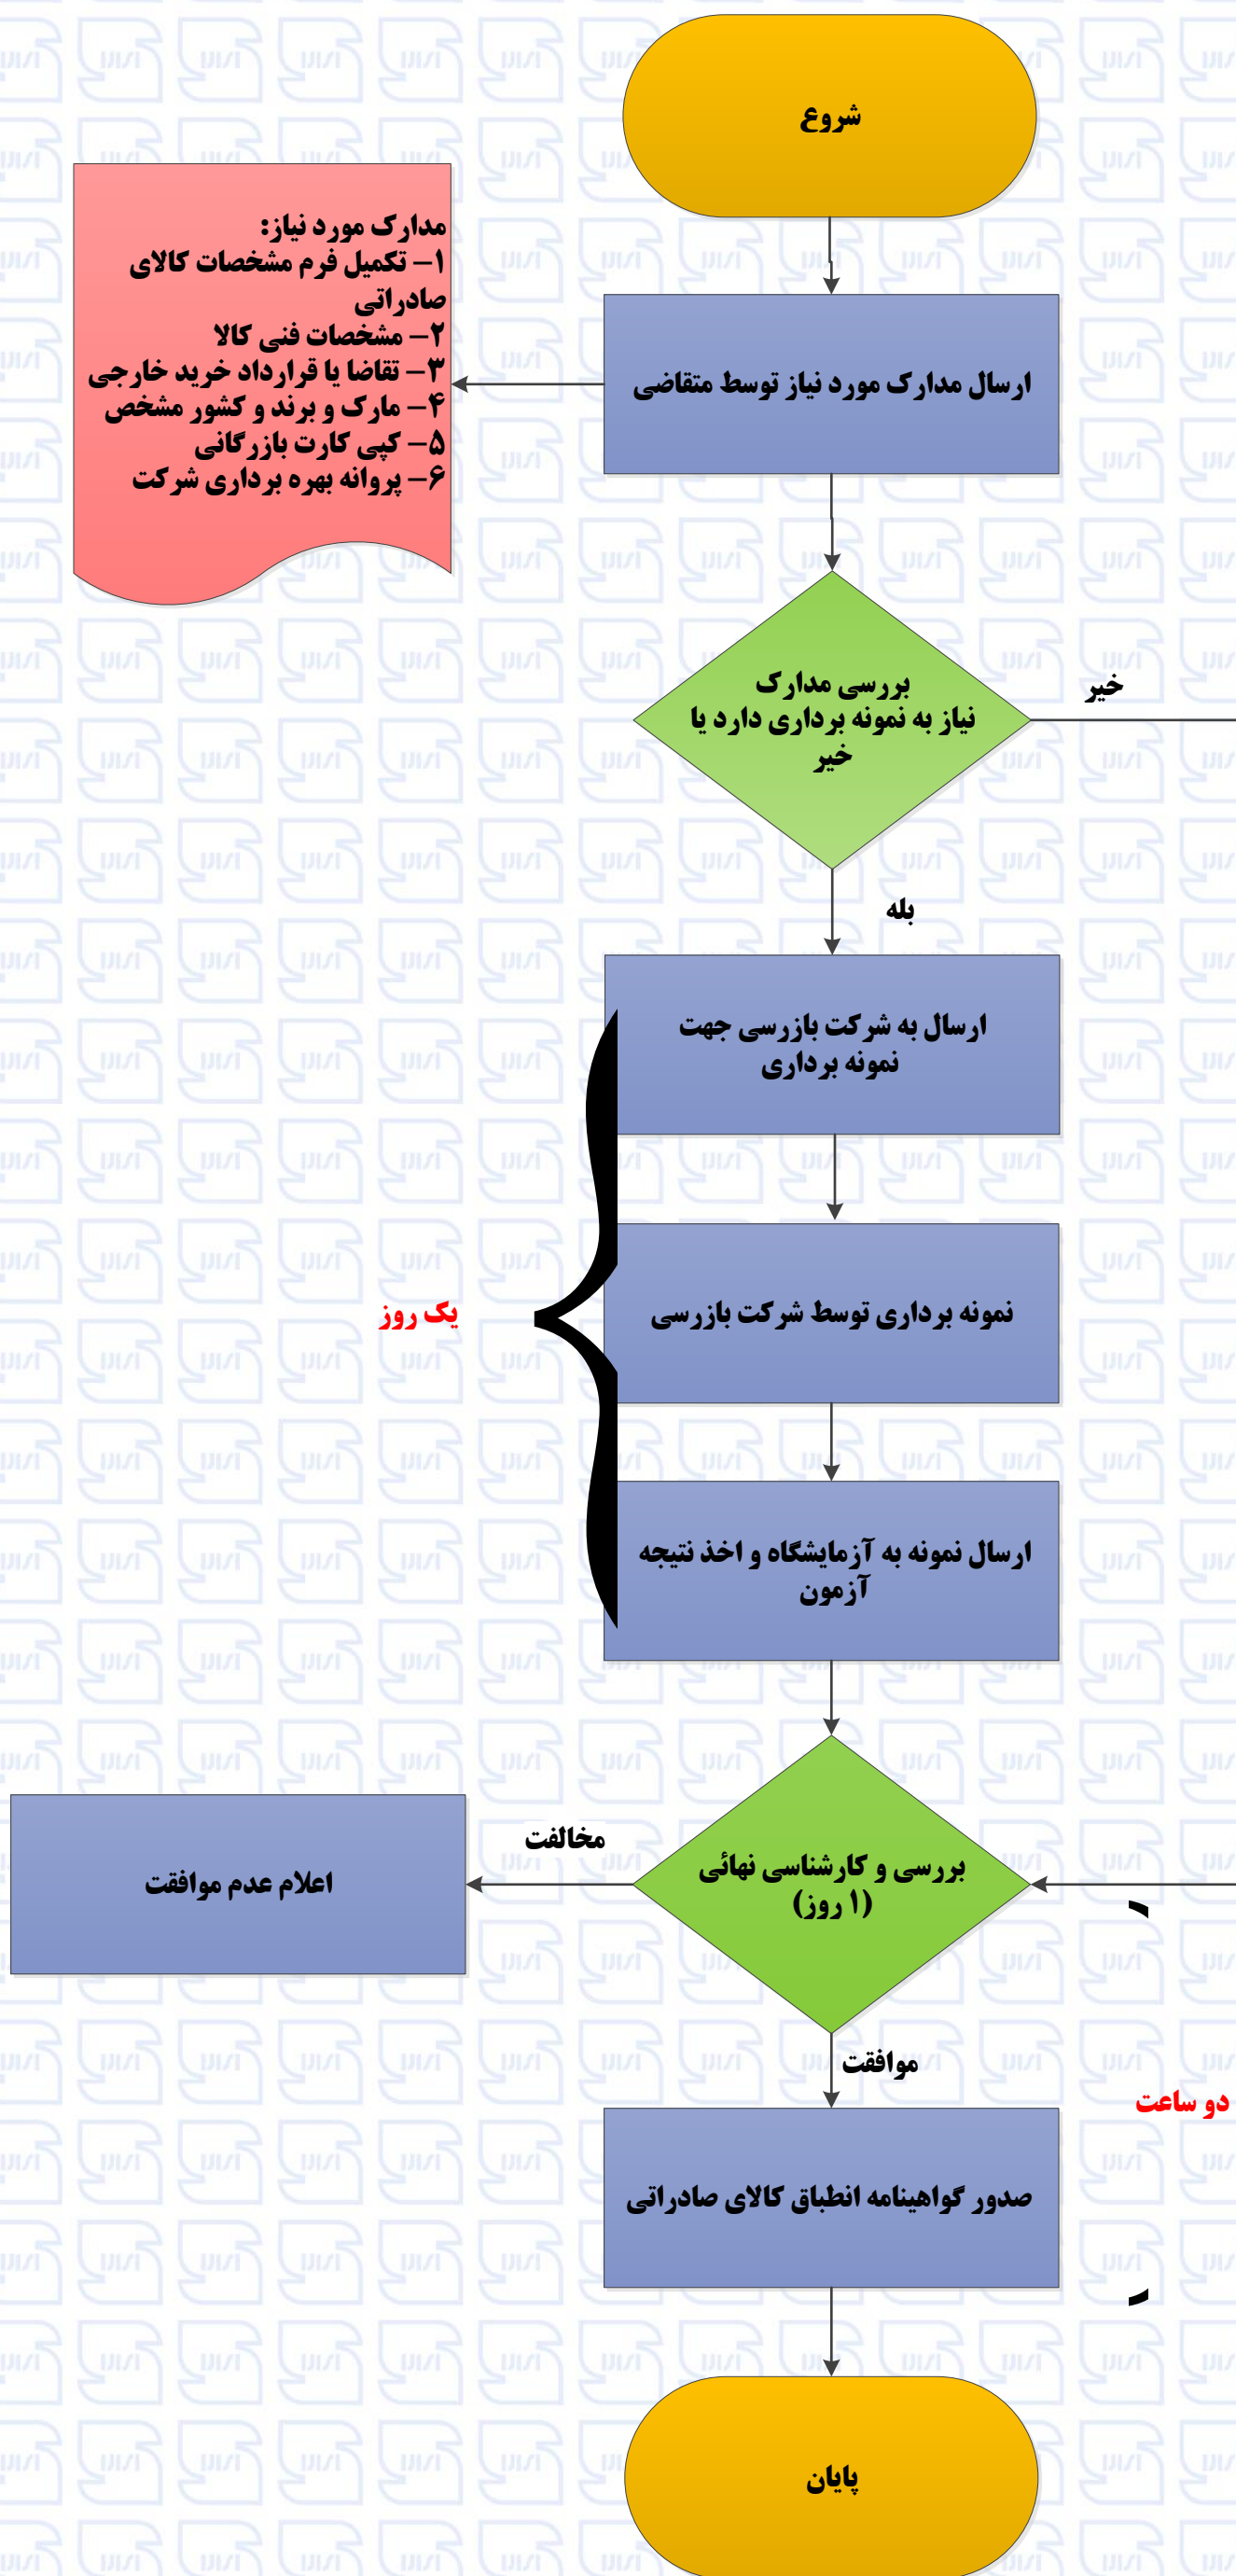 شروع
مدارک مورد نیاز:
۱- تکمیل فرم مشخصات کالای
صادراتی
۲- مشخصات فنی کالا
۳- تقاضا یا قرارداد خرید خارجی
۴- مارک و برند و کشور مشخص
۵- کپی کارت بازرگانی
۶- پروانه بهره برداری شرکت
ارسال مدارک مورد نیاز توسط متقاضی
بررسی مدارک
نیاز به نمونه برداری دارد یا
خیر
خیر
بله
ارسال به شرکت بازرسی جهت
نمونه برداری
نمونه برداری توسط شرکت بازرسی
یک روز
ارسال نمونه به آزمایشگاه و اخذ نتیجه
آزمون
بررسی و کارشناسی نهائی
(۱ روز)
مخالفت
اعلام عدم موافقت
موافقت
دو ساعت
صدور گواهینامه انطباق کالای صادراتی
پایان